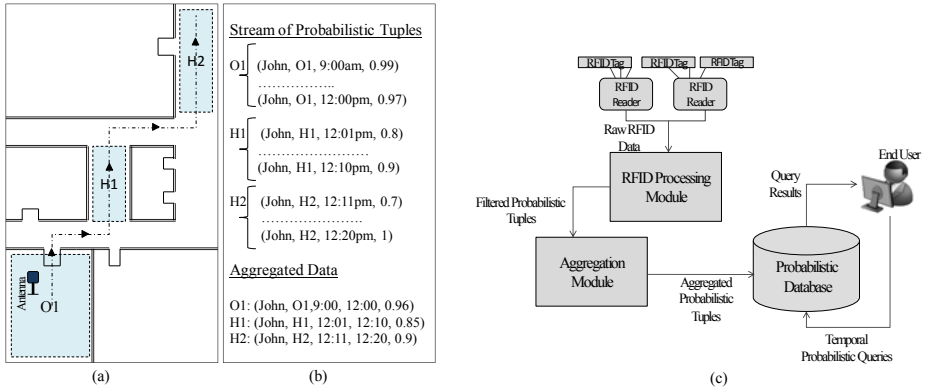 H2
H1
Antenna
O1
(a)
Stream of Probabilistic Tuples
O1
(John, O1, 9:00am, 0.99)
………………..
(John, O1, 12:00pm, 0.97)
H1
(John, H1, 12:01pm, 0.8)
……………………
(John, H1, 12:10pm, 0.9)
H2
(John, H2, 12:11pm, 0.7)
………………….
(John, H2, 12:20pm, 1)
Aggregated Data
O1: (John, O1,9:00, 12:00, 0.96)
H1: (John, H1, 12:01, 12:10, 0.85)
H2: (John, H2, 12:11, 12:20, 0.9)
(b)
RFID Tag
RFID Tag
RFID Tag
RFID
Reader
RFID
Reader
Raw RFID
Data
RFID Processing
Module
Filtered Probabilistic
Tuples
Aggregation
Module
Aggregated
Probabilistic
Tuples
Query
Results
End User
Probabilistic
Database
Temporal
Probabilistic Queries
(c)